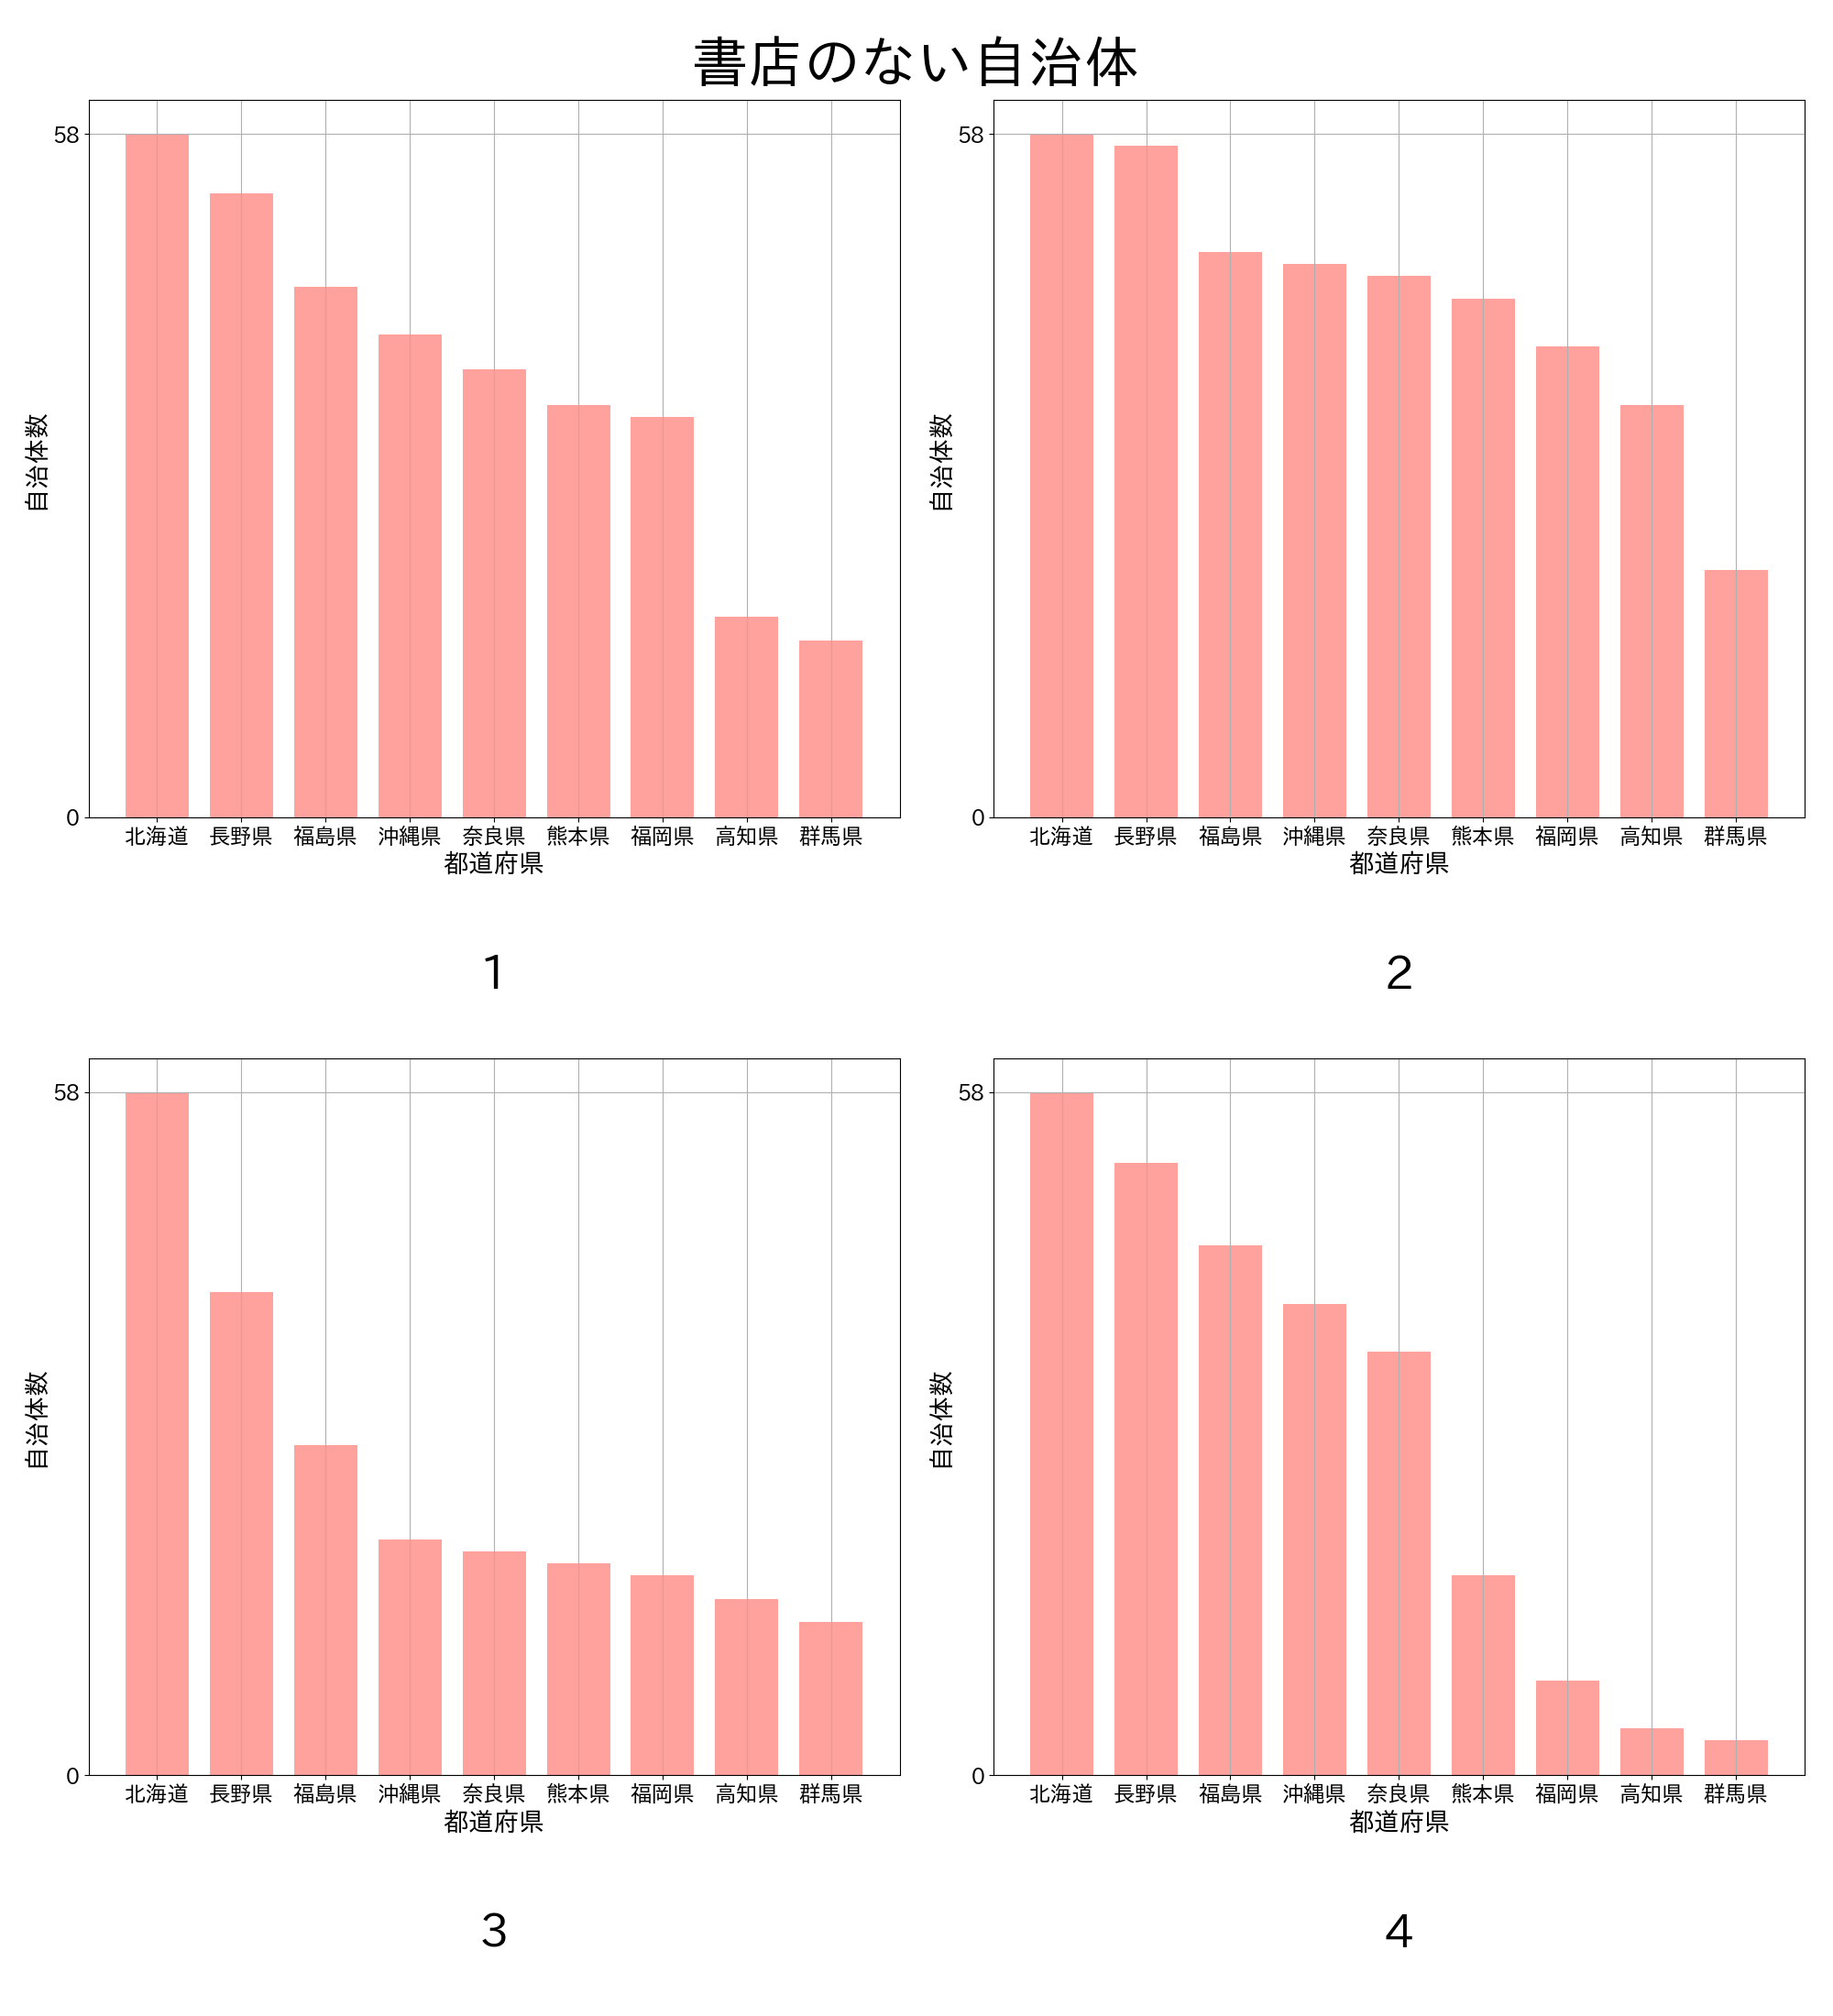 書店のない自治体
58
0
自治体数
北海道 長野県 福島県 沖縄県 奈良県 熊本県 福岡県 高知県 群馬県
都道府県
1
58
0
自治体数
北海道 長野県 福島県 沖縄県 奈良県 熊本県 福岡県 高知県 群馬県
都道府県
2
58
0
自治体数
北海道 長野県 福島県 沖縄県 奈良県 熊本県 福岡県 高知県 群馬県
都道府県
3
58
0
自治体数
北海道 長野県 福島県 沖縄県 奈良県 熊本県 福岡県 高知県 群馬県
都道府県
4